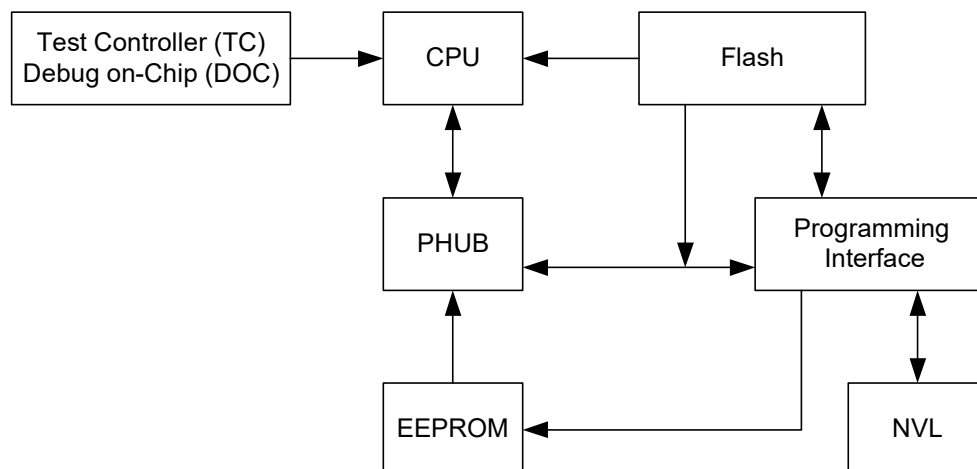 Test Controller (TC)
Debug on-Chip (DOC)
CPU
Flash
PHUB
Programming
Interface
EEPROM
NVL